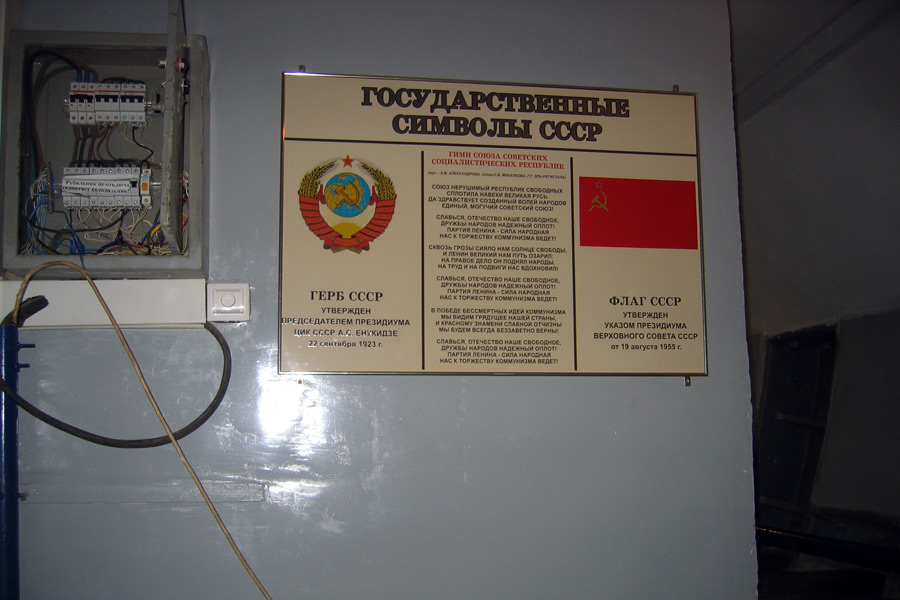 ГОСУДАРСТВЕННЫЕ
СИМВОЛЫ СССР
ГЕРБ СССР
УТВЕРЖДЕН
ПРЕДСЕДАТЕЛЕМ ПРЕЗИДИУМА
ЦИК СССР А.С. ЕНУКИДЗЕ
22 сентября 1923 г.
ГИМН СОЮЗА СОВЕТСКИХ
СОЦИАЛИСТИЧЕСКИХ РЕСПУБЛИК
СОЮЗ НЕРУШИМЫЙ РЕСПУБЛИК СВОБОДНЫХ
СПЛОТИЛА НАВЕКИ ВЕЛИКАЯ РУСЬ.
ДА ЗДРАВСТВУЕТ СОЗДАННЫЙ ВОЛЕЙ НАРОДОВ
ЕДИНЫЙ, МОГУЧИЙ СОВЕТСКИЙ СОЮЗ!
СЛАВЬСЯ, ОТЕЧЕСТВО НАШЕ СВОБОДНОЕ,
ДРУЖБЫ НАРОДОВ НАДЕЖНЫЙ ОПЛОТ!
ПАРТИЯ ЛЕНИНА - СИЛА НАРОДНАЯ
НАС К ТОРЖЕСТВУ КОММУНИЗМА ВЕДЕТ!
СКВОЗЬ ГРОЗЫ СИЯЛО НАМ СОЛНЦЕ СВОБОДЫ,
И ЛЕНИН ВЕЛИКИЙ НАМ ПУТЬ ОЗАРИЛ:
НА ПРАВОЕ ДЕЛО ОН ПОДНЯЛ НАРОДЫ,
НА ТРУД И НА ПОДВИГИ НАС ВДОХНОВИЛ!
СЛАВЬСЯ, ОТЕЧЕСТВО НАШЕ СВОБОДНОЕ,
ДРУЖБЫ НАРОДОВ НАДЕЖНЫЙ ОПЛОТ!
ПАРТИЯ ЛЕНИНА - СИЛА НАРОДНАЯ
НАС К ТОРЖЕСТВУ КОММУНИЗМА ВЕДЕТ!
В ПОБЕДЕ БЕССМЕРТНЫХ ИДЕЙ КОММУНИЗМА
МЫ ВИДИМ ГРЯДУЩЕЕ НАШЕЙ СТРАНЫ,
И КРАСНОМУ ЗНАМЕНИ СЛАВНОЙ ОТЧИЗНЫ
МЫ БУДЕМ ВСЕГДА БЕЗЗАВЕТНО ВЕРНЫ!
СЛАВЬСЯ, ОТЕЧЕСТВО НАШЕ СВОБОДНОЕ,
ДРУЖБЫ НАРОДОВ НАДЕЖНЫЙ ОПЛОТ!
ПАРТИЯ ЛЕНИНА - СИЛА НАРОДНАЯ
НАС К ТОРЖЕСТВУ КОММУНИЗМА ВЕДЕТ!
ФЛАГ СССР
УТВЕРЖДЕН
УКАЗОМ ПРЕЗИДИУМА
ВЕРХОВНОГО СОВЕТА СССР
от 19 августа 1955 г.